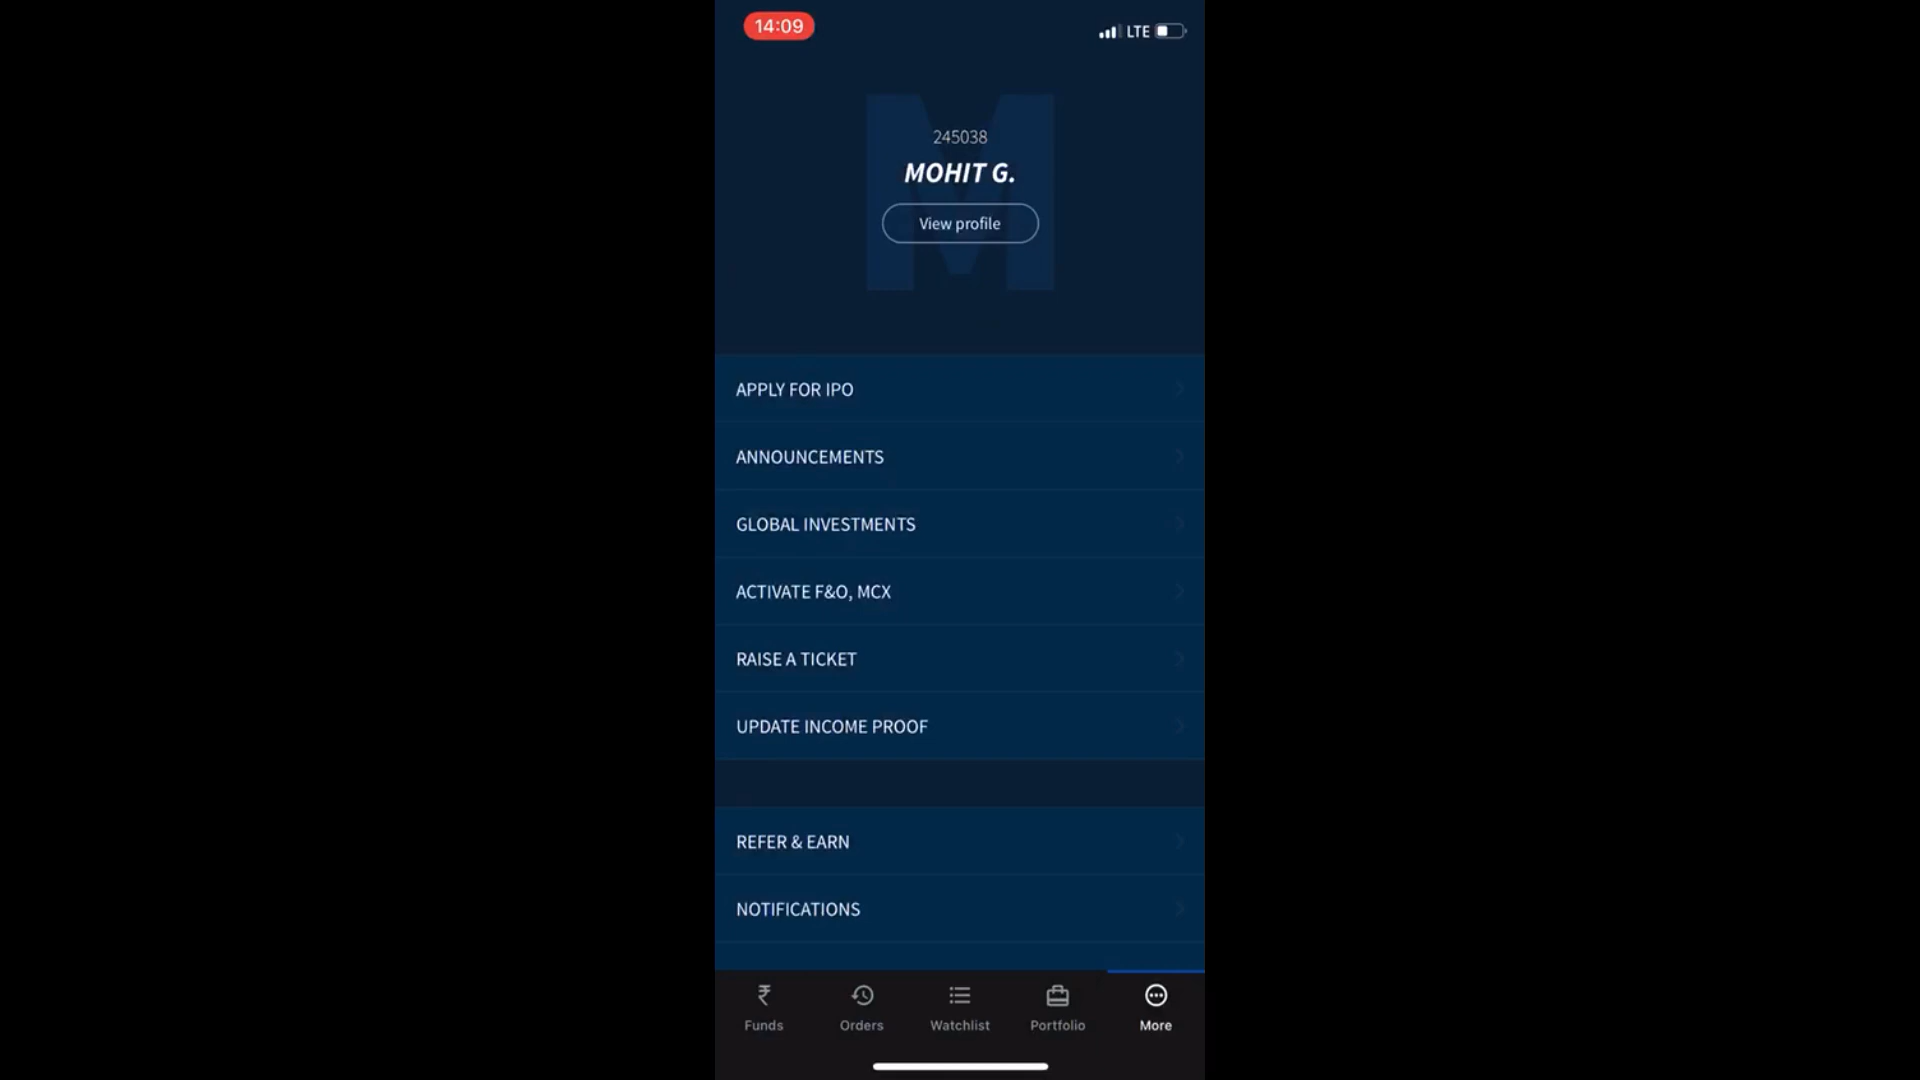 14:09
LTE
245038
MOHIT G.
View profile
APPLY FOR IPO
ANNOUNCEMENTS
GLOBAL INVESTMENTS
ACTIVATE F&O, MCX
RAISE A TICKET
UPDATE INCOME PROOF
REFER & EARN
NOTIFICATIONS
Funds
Orders
Watchlist
Portfolio
More